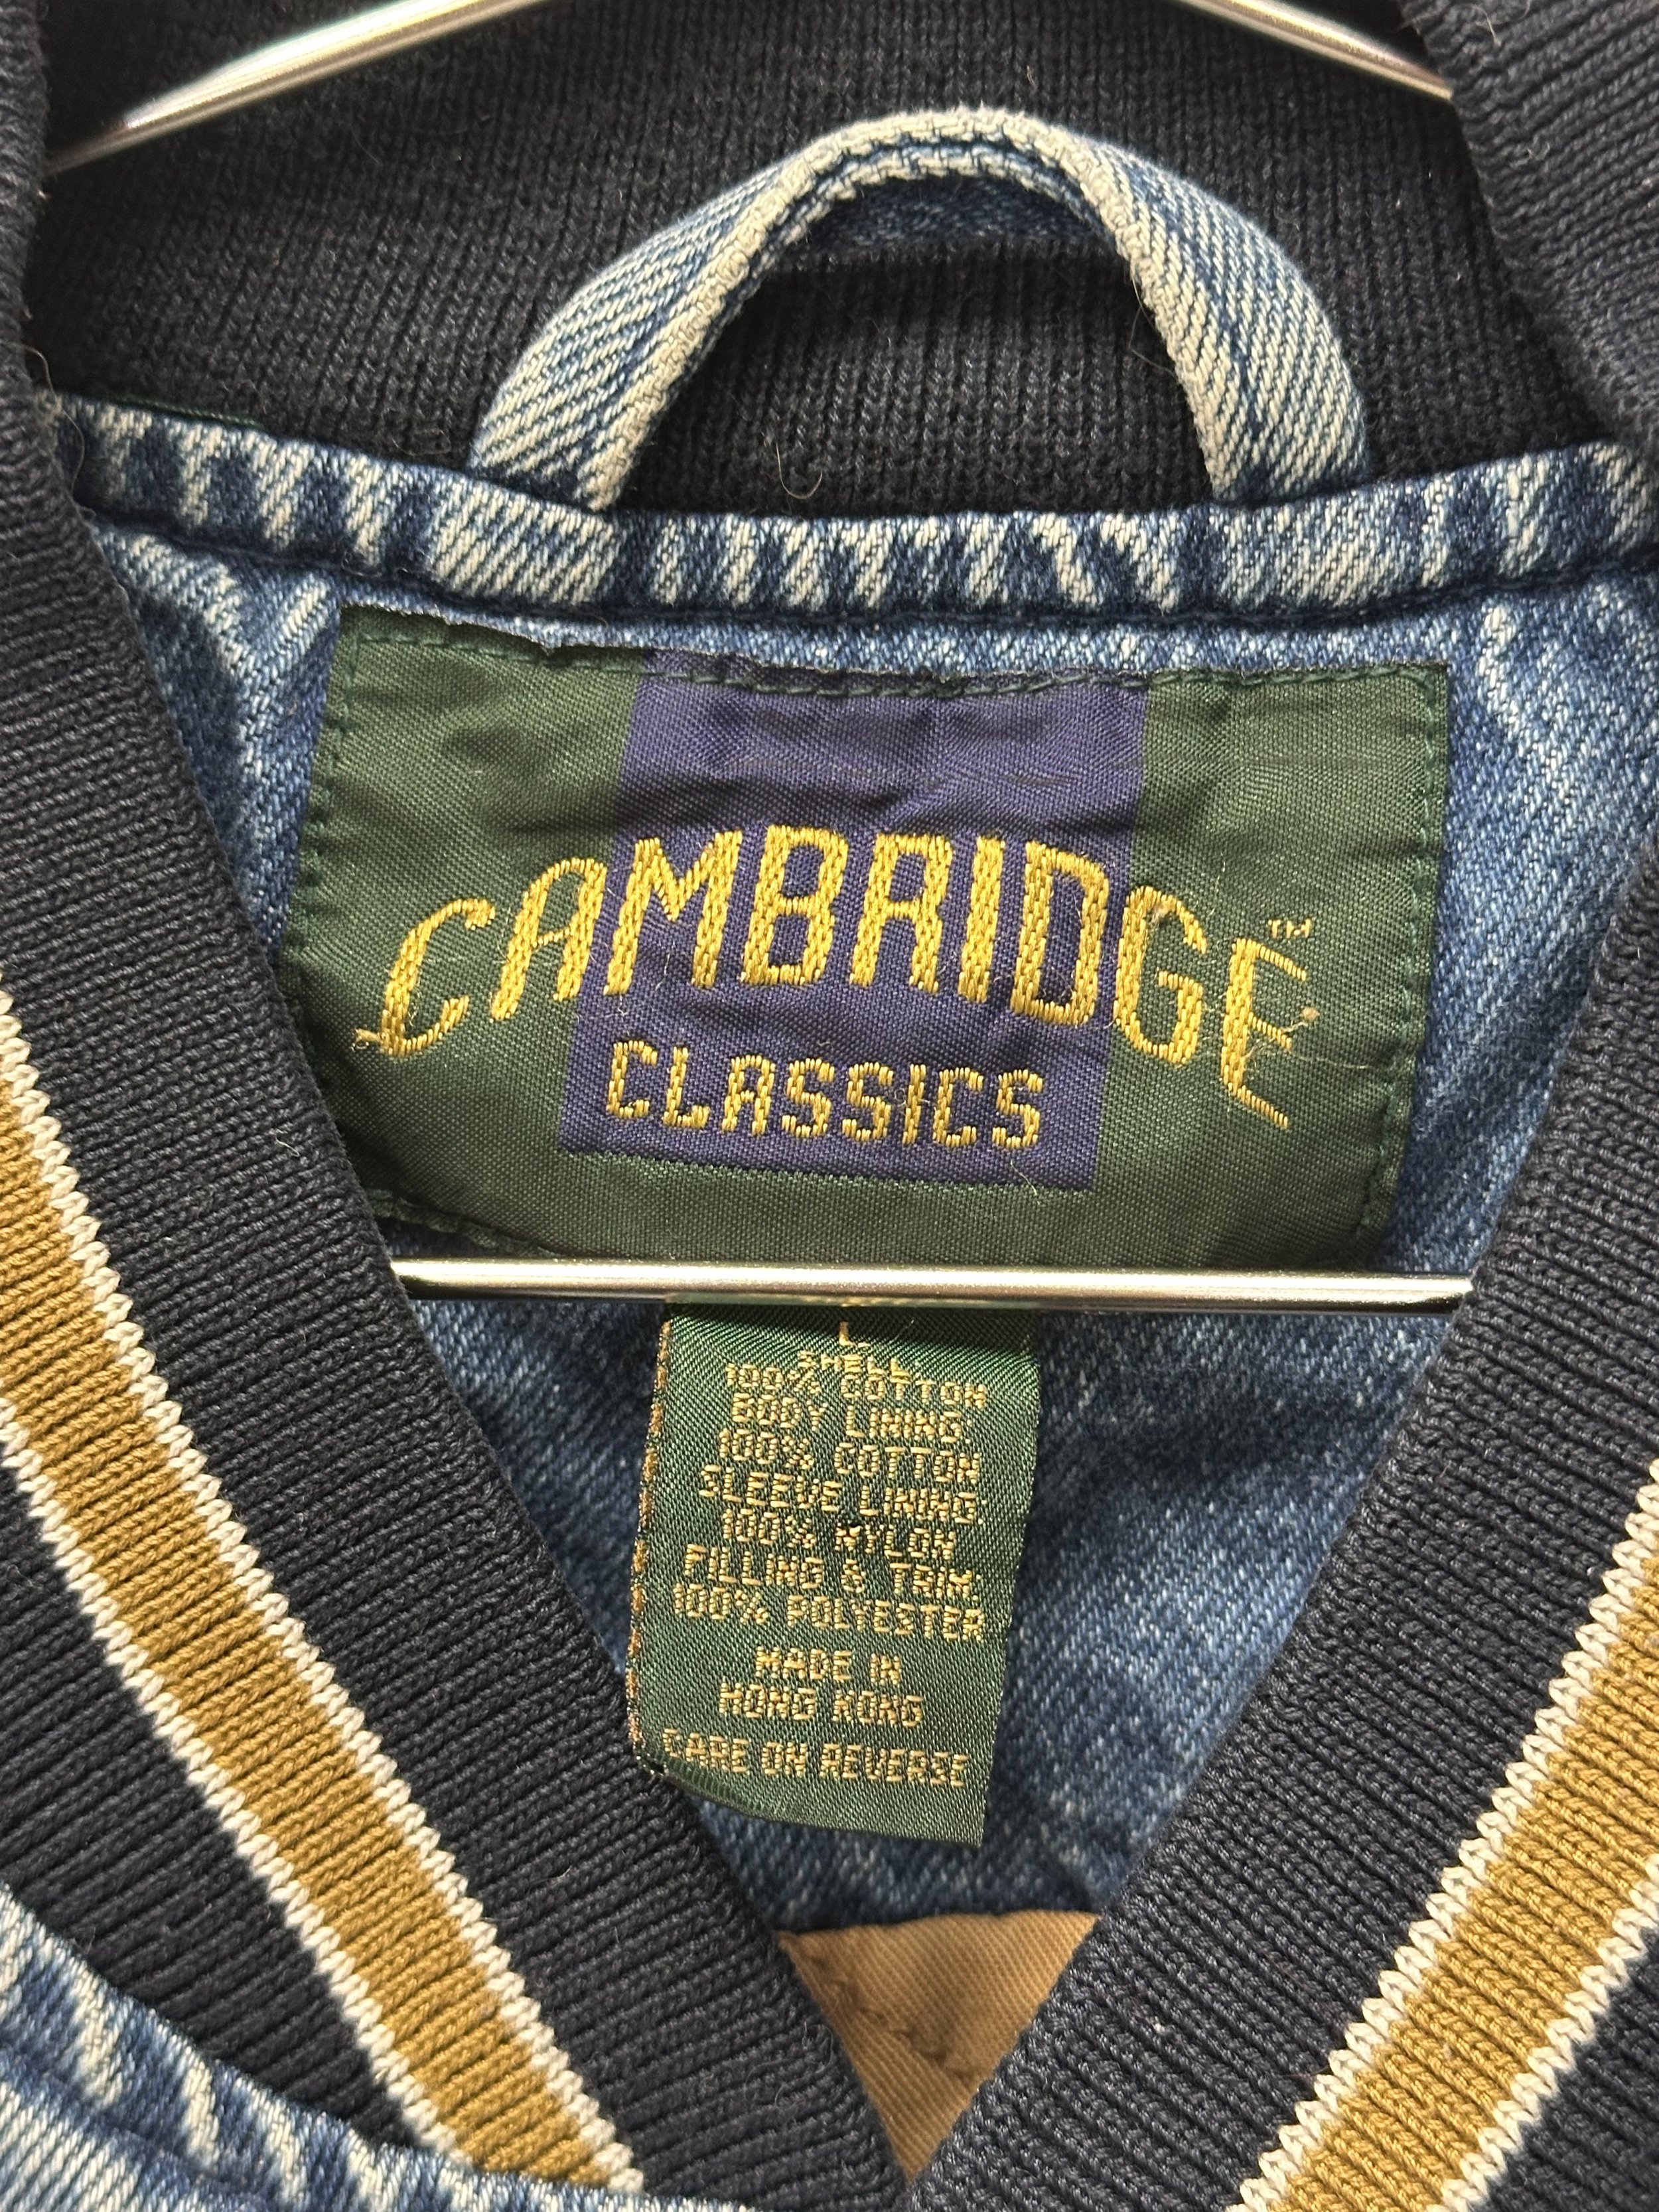 CAMBRIDGE™
CLASSICS
L
SHELL:
100% COTTON
BODY LINING
100% COTTON
SLEEVE LINING
100% NYLON
FILLING & TRIM
100% POLYESTER
MADE IN
HONG KONG
CARE ON REVERSE